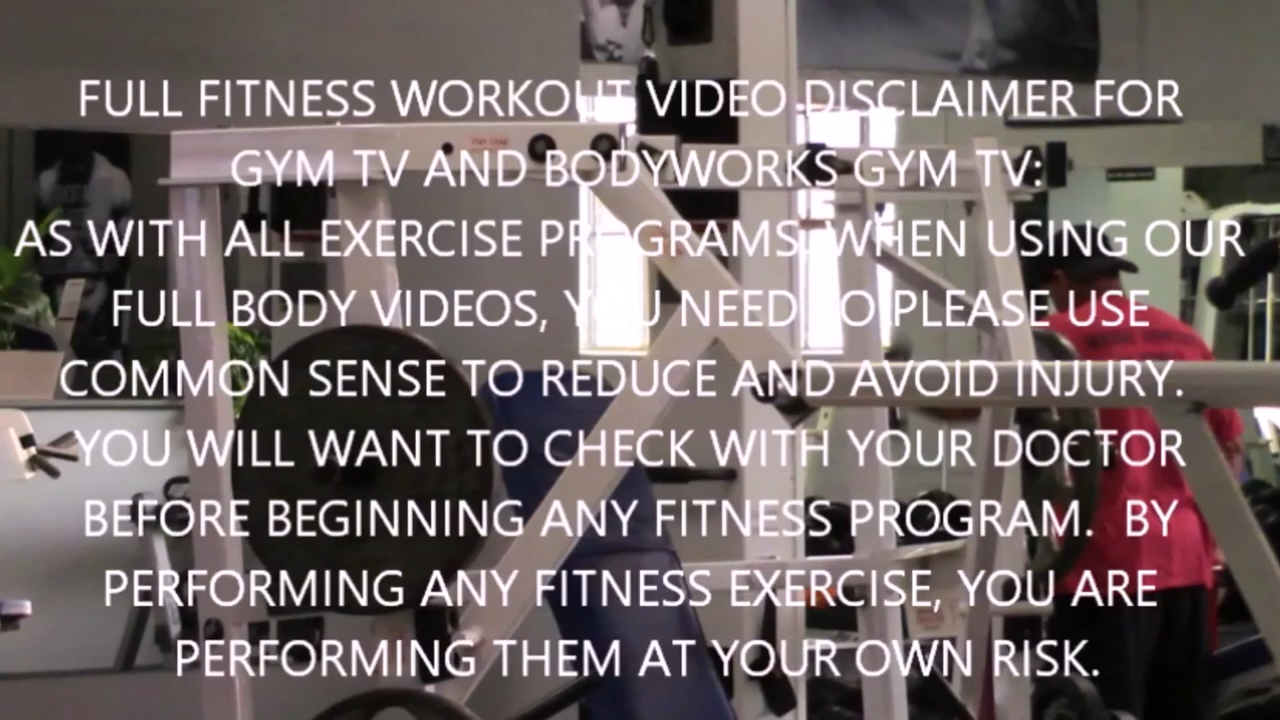 FULL FITNESS WORKOUT VIDEO DISCLAIMER FOR
GYM TV AND BODYWORKS GYM TV:
AS WITH ALL EXERCISE PROGRAMS, WHEN USING OUR
FULL BODY VIDEOS, YOU NEED TO PLEASE USE
COMMON SENSE TO REDUCE AND AVOID INJURY.
YOU WILL WANT TO CHECK WITH YOUR DOCTOR
BEFORE BEGINNING ANY FITNESS PROGRAM.  BY
PERFORMING ANY FITNESS EXERCISE, YOU ARE
PERFORMING THEM AT YOUR OWN RISK.